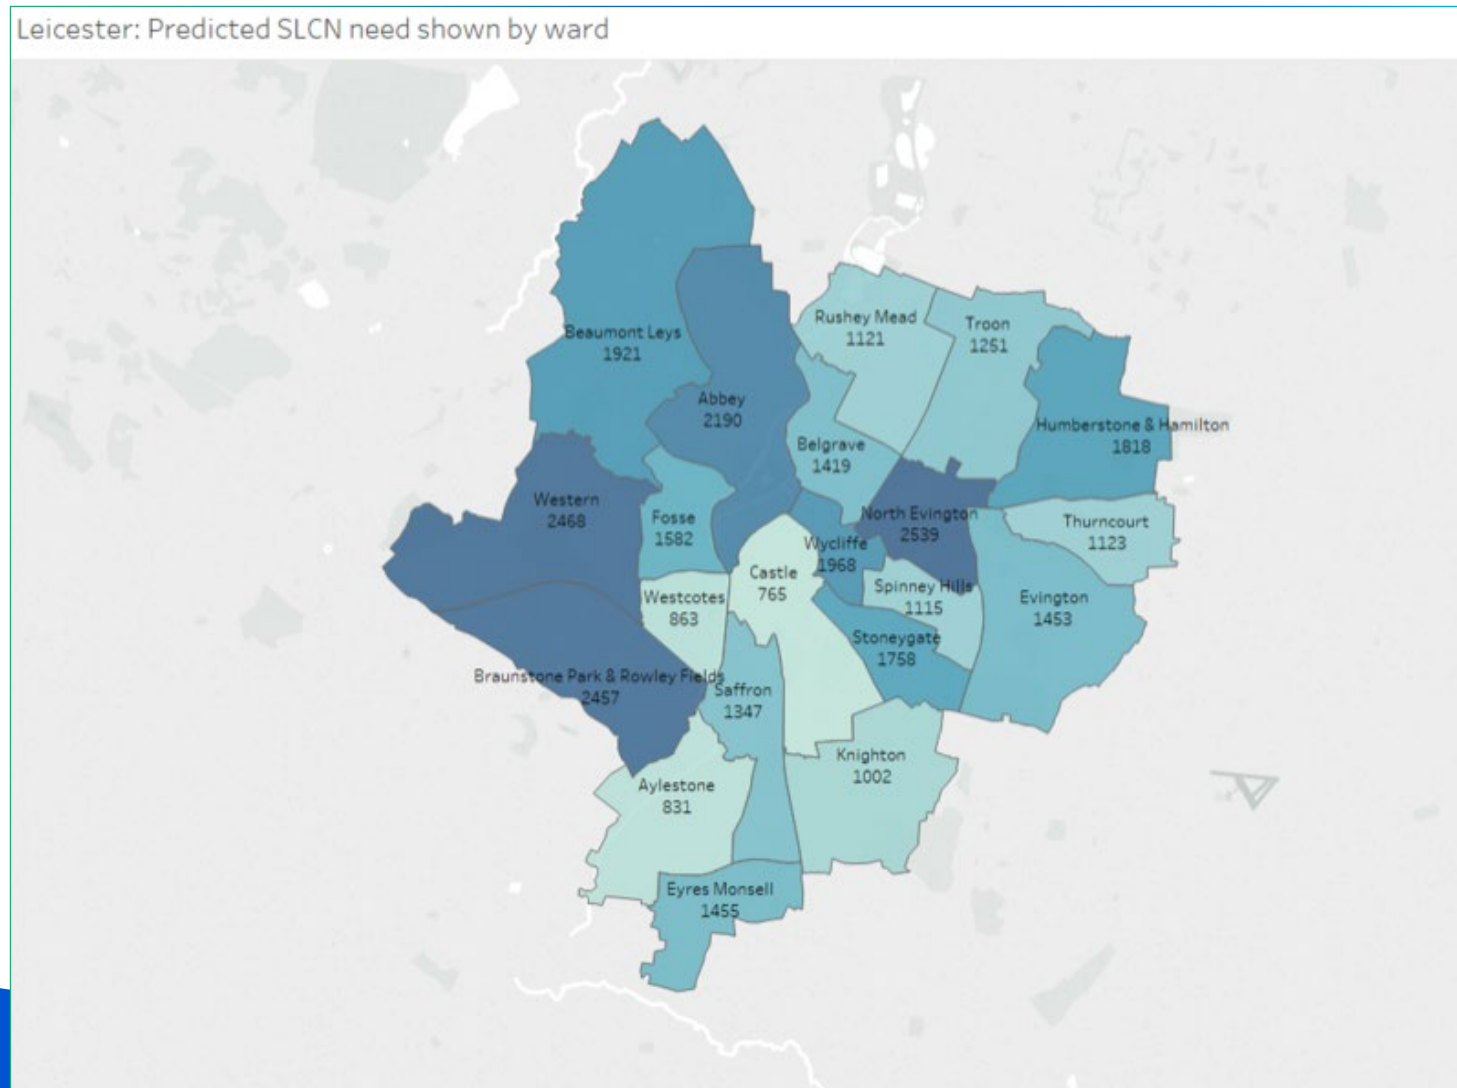 Leicester: Predicted SLCN need shown by ward
Beaumont Leys
1921
Rushey Mead
1121
Troon
1251
Abbey
2190
Humberstone & Hamilton
1818
Belgrave
1419
Western
2468
Fosse
1582
North Evington
2539
Thurncourt
1123
Wycliffe
1968
Castle
765
Spinney Hills
1115
Evington
1453
Westcotes
863
Stoneygate
1758
Braunstone Park & Rowley Fields
2457
Saffron
1347
Knighton
1002
Aylestone
831
Eyres Monsell
1455